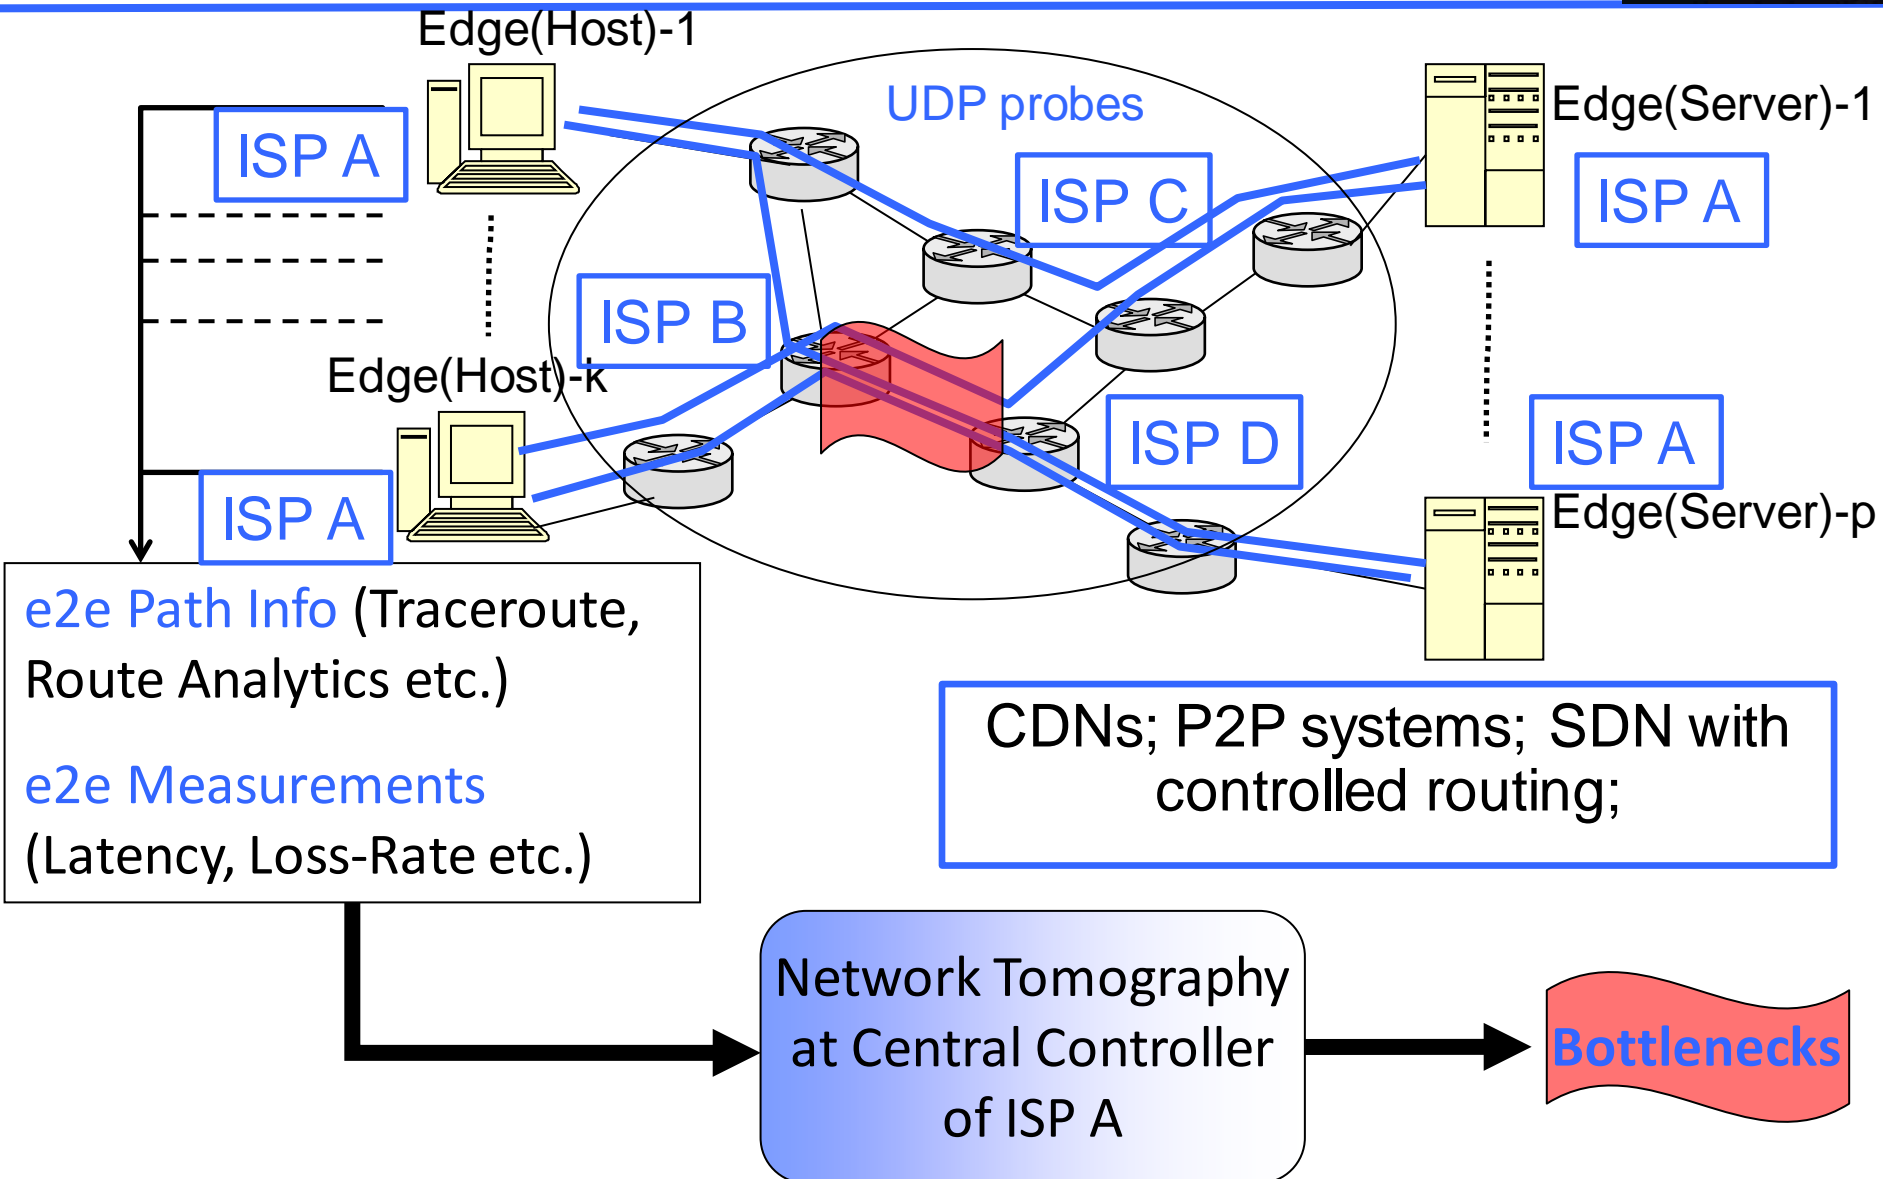 Edge(Host)-1
UDP probes
Edge(Server)-1
ISP A
ISP C
ISP A
ISP B
Edge(Host)-k
ISP D
ISP A
ISP A
Edge(Server)-p
e2e Path Info (Traceroute,
Route Analytics etc.)
e2e Measurements
(Latency, Loss-Rate etc.)
CDNs; P2P systems; SDN with
controlled routing;
Network Tomography
at Central Controller
of ISP A
Bottlenecks